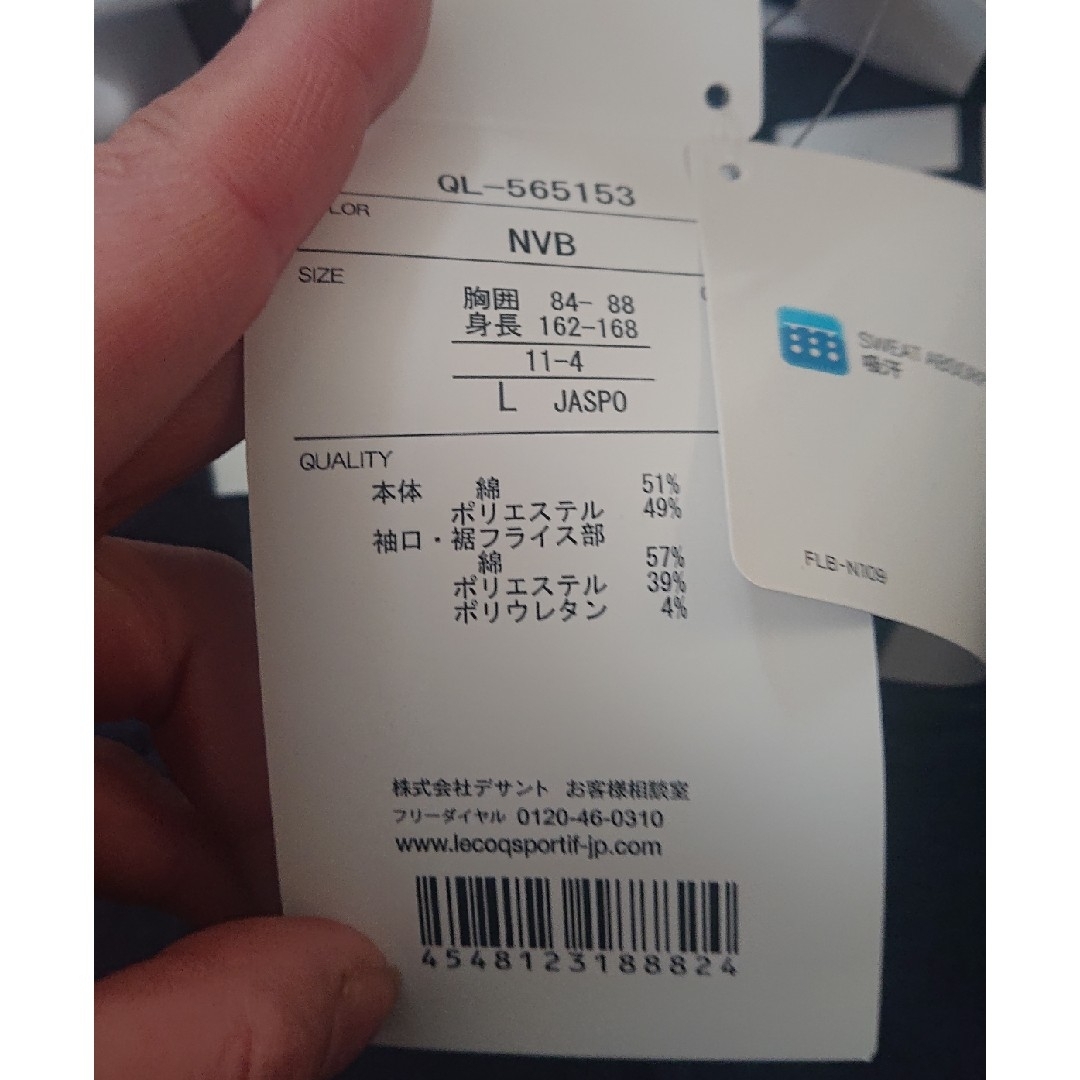 QL-565153
LOR
NVB
SIZE
胸囲 84- 88
身長 162-168
11-4
L JASPO
QUALITY
本体 綿 51%
ポリエステル 49%
袖口・裾フライス部
綿 57%
ポリエステル 39%
ポリウレタン 4%
株式会社デサント お客様相談室
フリーダイヤル 0120-46-0310
www.lecoqsportif-jp.com
4548123188824
SWEAT ABSORP
吸汗
FLB-N109